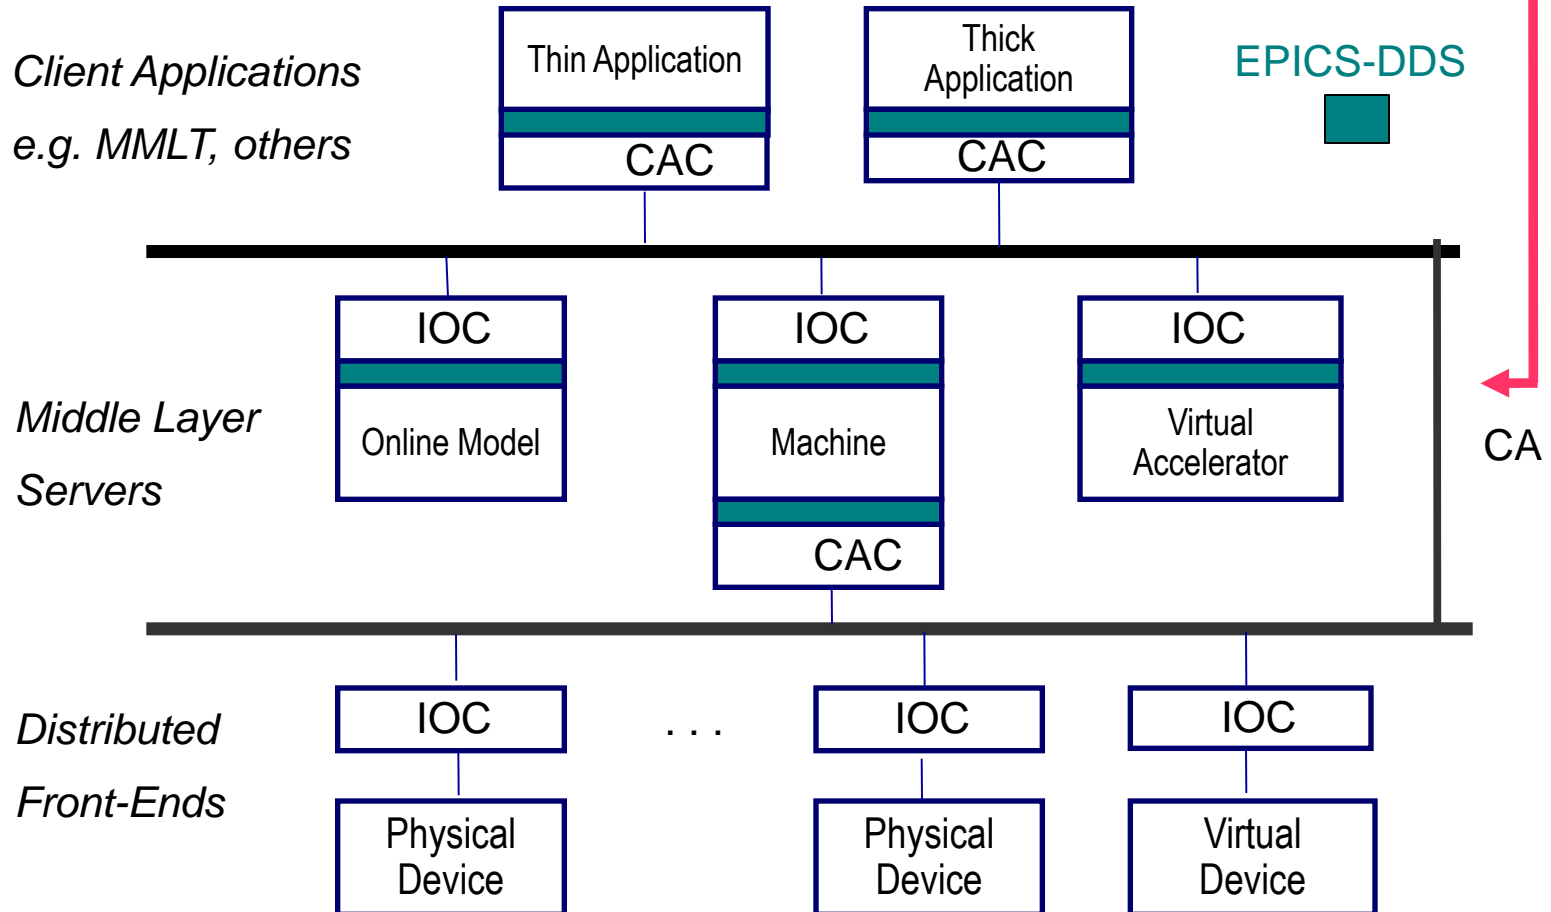 Client Applications
e.g. MMLT, others
Thin Application
CAC
Thick
Application
CAC
EPICS-DDS
IOC
Online Model
IOC
Machine
CAC
IOC
Virtual
Accelerator
Middle Layer
Servers
CA
Distributed
Front-Ends
IOC
Physical
Device
. . .
IOC
Physical
Device
IOC
Virtual
Device